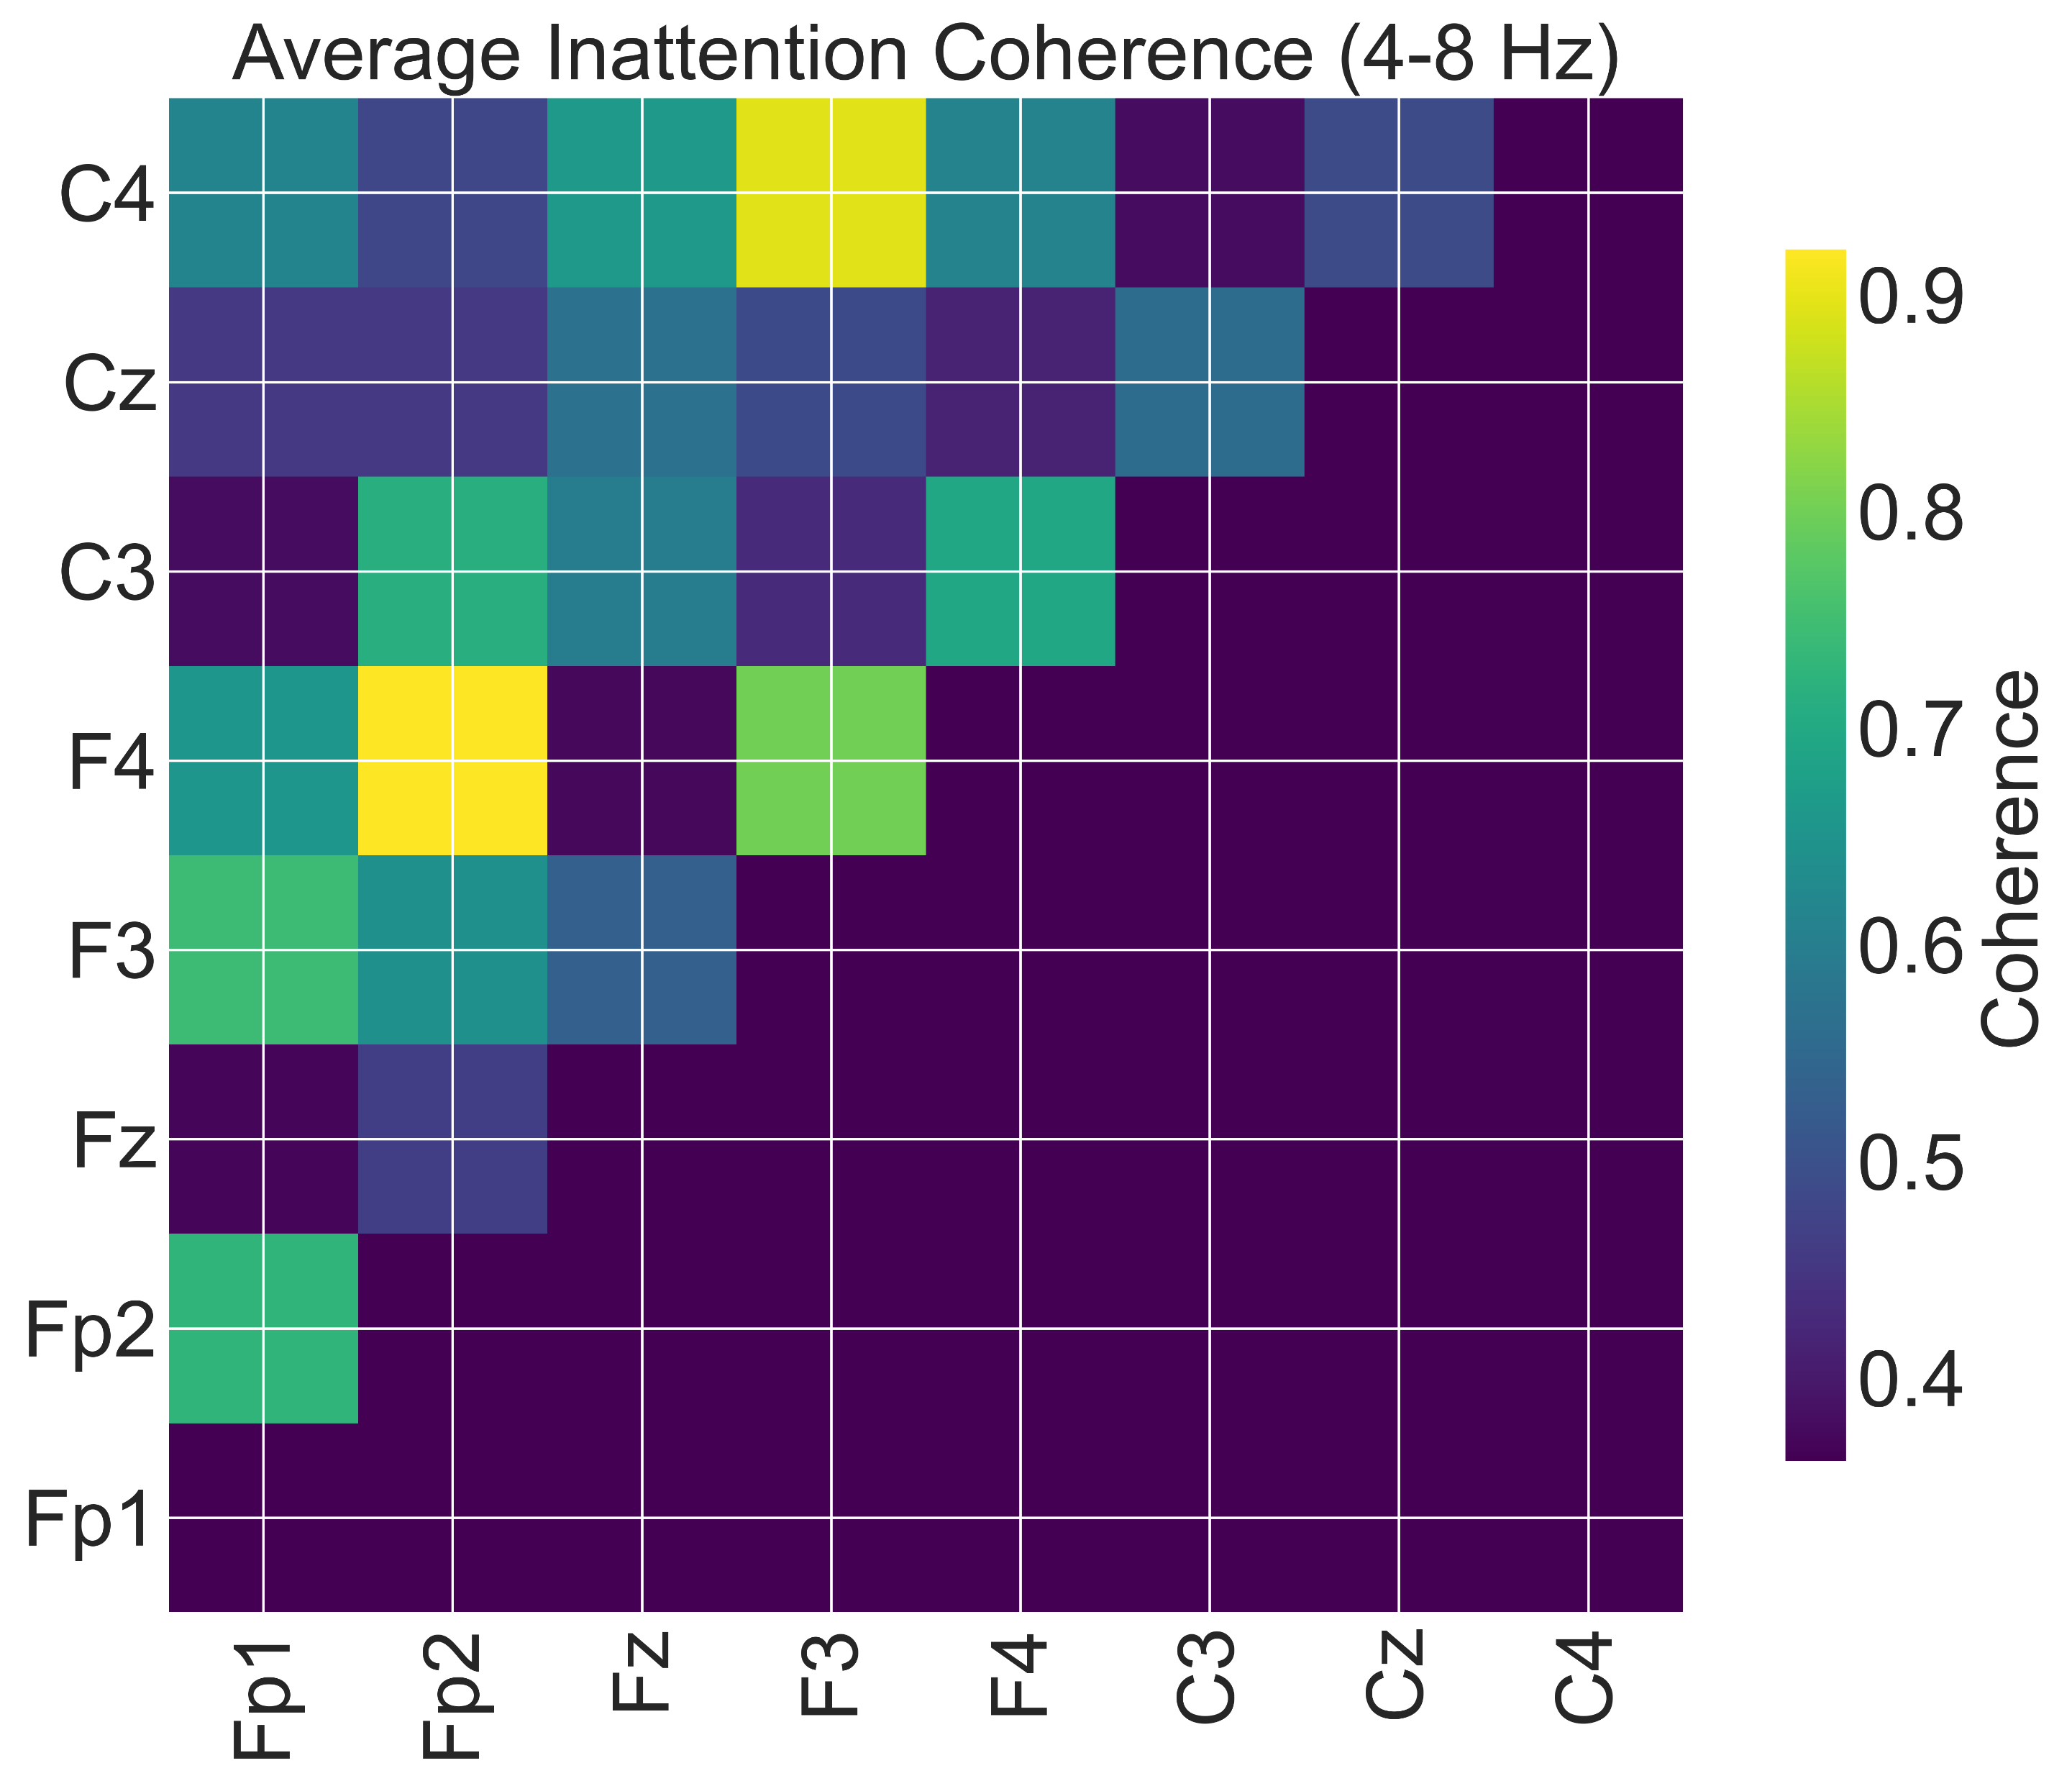 Average Inattention Coherence (4-8 Hz)
C4
Cz
C3
F4
F3
Fz
Fp2
Fp1
Fp1
Fp2
Fz
F3
F4
C3
Cz
C4
0.9
0.8
0.7
0.6
0.5
0.4
Coherence